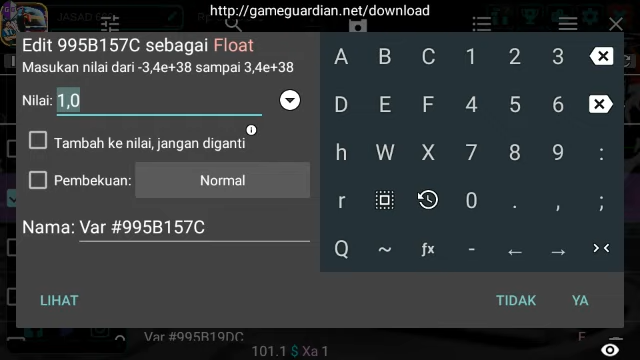 http://gameguardian.net/download
JASAD B
Edit 995B157C sebagai Float
Masukan nilai dari -3,4e+38 sampai 3,4e+38
Nilai: 1,0
Tambah ke nilai, jangan diganti
Pembekuan: Normal
Nama: Var #995B157C
A B C 1 2 3
D E F 4 5 6
h W X 7 8 9 :
r 0 . , ;
Q ~ ƒx - ← → ><
LIHAT TIDAK YA
Var #995B19DC F
101.1 $ Xa 1